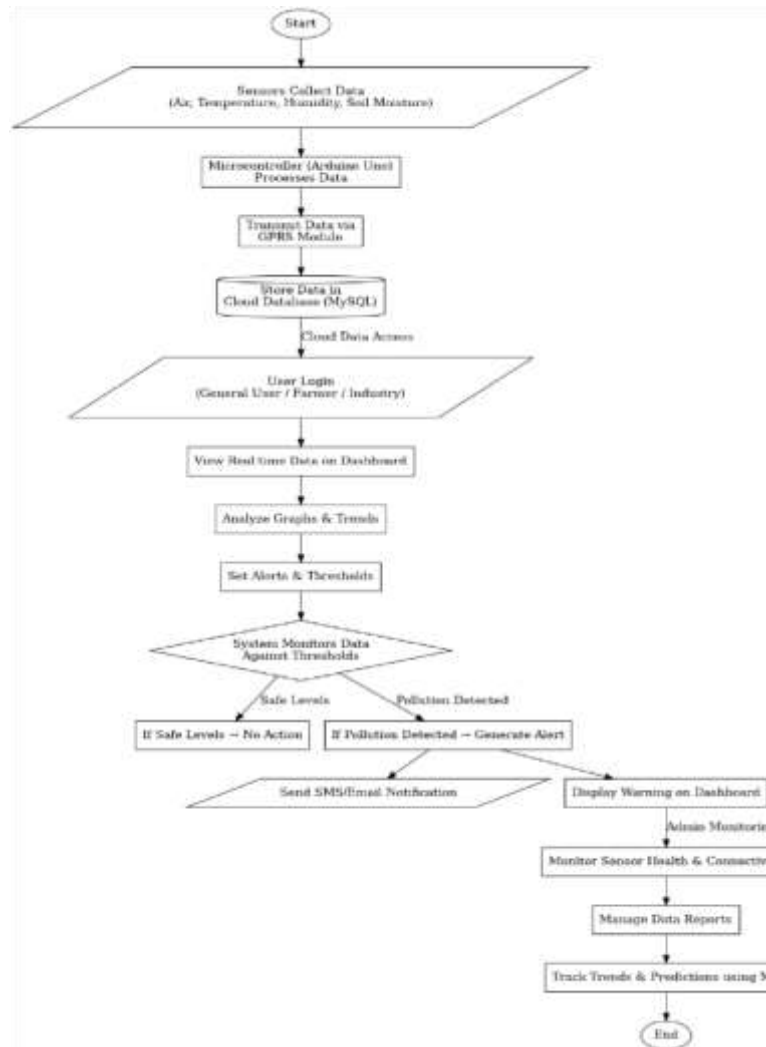 Start
Sensors Collect Data
(Air, Temperature, Humidity, Soil Moisture)
Microcontroller (Arduino Uno)
Processes Data
Transmit Data via
GPRS Module
Store Data in
Cloud Database (MySQL)
Cloud Data Access
User Login
(General User / Farmer / Industry)
View Real-time Data on Dashboard
Analyze Graphs & Trends
Set Alerts & Thresholds
System Monitors Data
Against Thresholds
Safe Levels
Pollution Detected
If Safe Levels → No Action
If Pollution Detected → Generate Alert
Send SMS/Email Notification
Display Warning on Dashboard
Admin Monitorin
Monitor Sensor Health & Connectiv
Manage Data Reports
Track Trends & Predictions using M
End